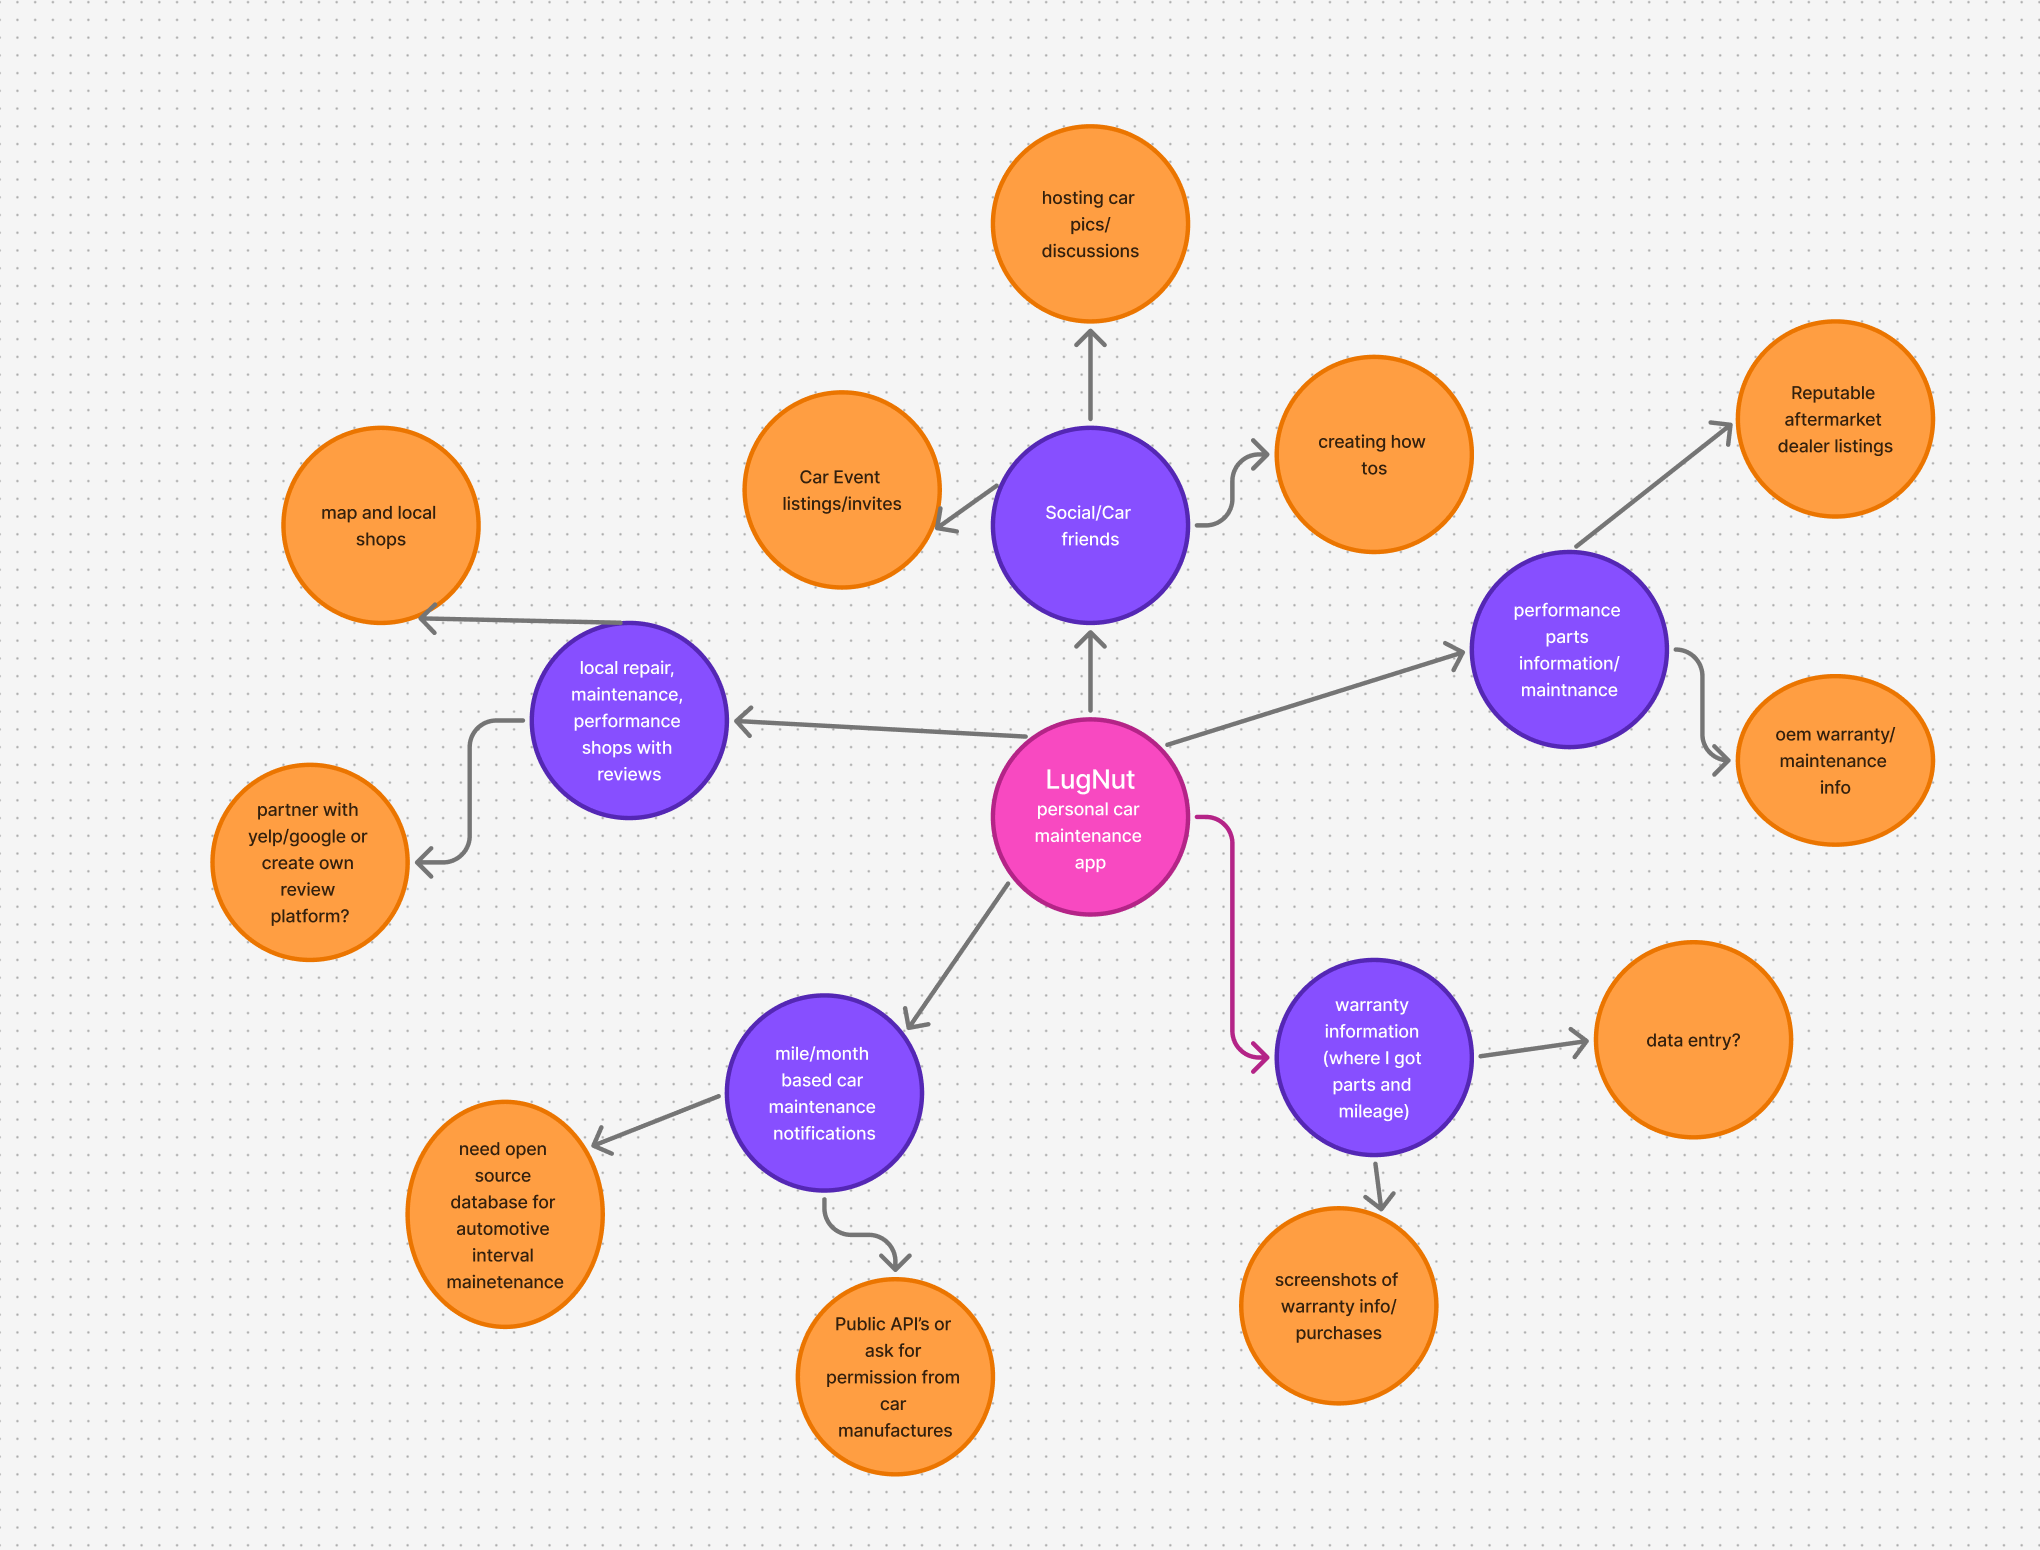 hosting car
pics/
discussions
Reputable
aftermarket
dealer listings
creating how
tos
Car Event
listings/invites
map and local
shops
Social/Car
friends
performance
parts
information/
maintnance
local repair,
maintenance,
performance
shops with
reviews
oem warranty/
maintenance
info
LugNut
personal car
maintenance
app
partner with
yelp/google or
create own
review
platform?
warranty
information
(where I got
parts and
mileage)
data entry?
mile/month
based car
maintenance
notifications
need open
source
database for
automotive
interval
mainetenance
screenshots of
warranty info/
purchases
Public API's or
ask for
permission from
car
manufactures